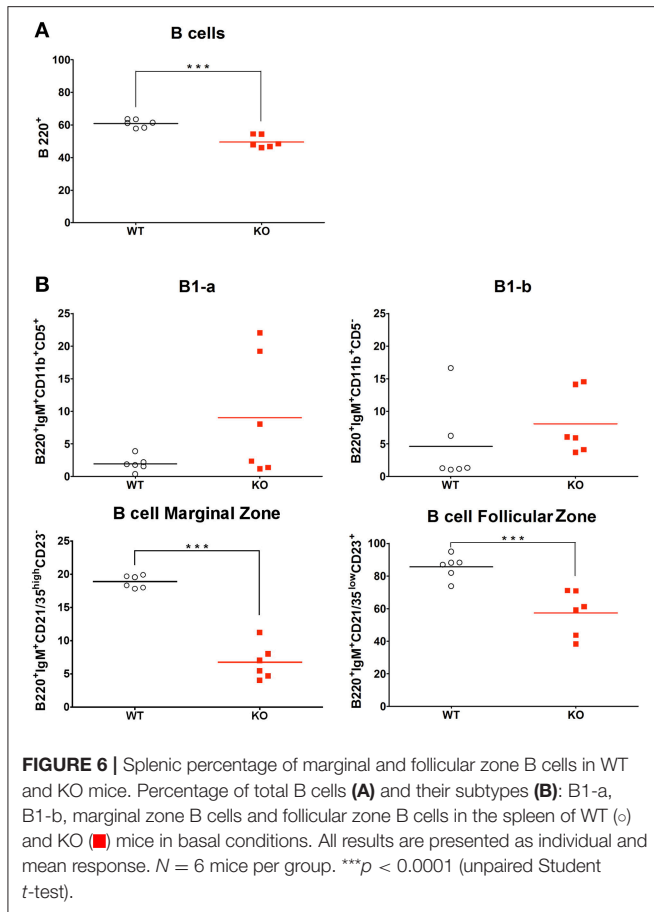 A
B cells
***
B 220⁺
100
80
60
40
20
0
WT KO
B
B1-a
B220⁺IgM⁺CD11b⁺CD5⁺
25
20
15
10
5
0
WT KO
B1-b
B220⁺IgM⁺CD11b⁺CD5⁻
25
20
15
10
5
0
WT KO
B cell Marginal Zone
***
B220⁺IgM⁺CD21/35ʰⁱᵍʰCD23⁻
25
20
15
10
5
0
WT KO
B cell Follicular Zone
***
B220⁺IgM⁺CD21/35ˡᵒʷCD23⁺
100
80
60
40
20
0
WT KO
FIGURE 6 | Splenic percentage of marginal and follicular zone B cells in WT
and KO mice. Percentage of total B cells (A) and their subtypes (B): B1-a,
B1-b, marginal zone B cells and follicular zone B cells in the spleen of WT (○)
and KO (■) mice in basal conditions. All results are presented as individual and
mean response. N = 6 mice per group. ***p < 0.0001 (unpaired Student
t-test).